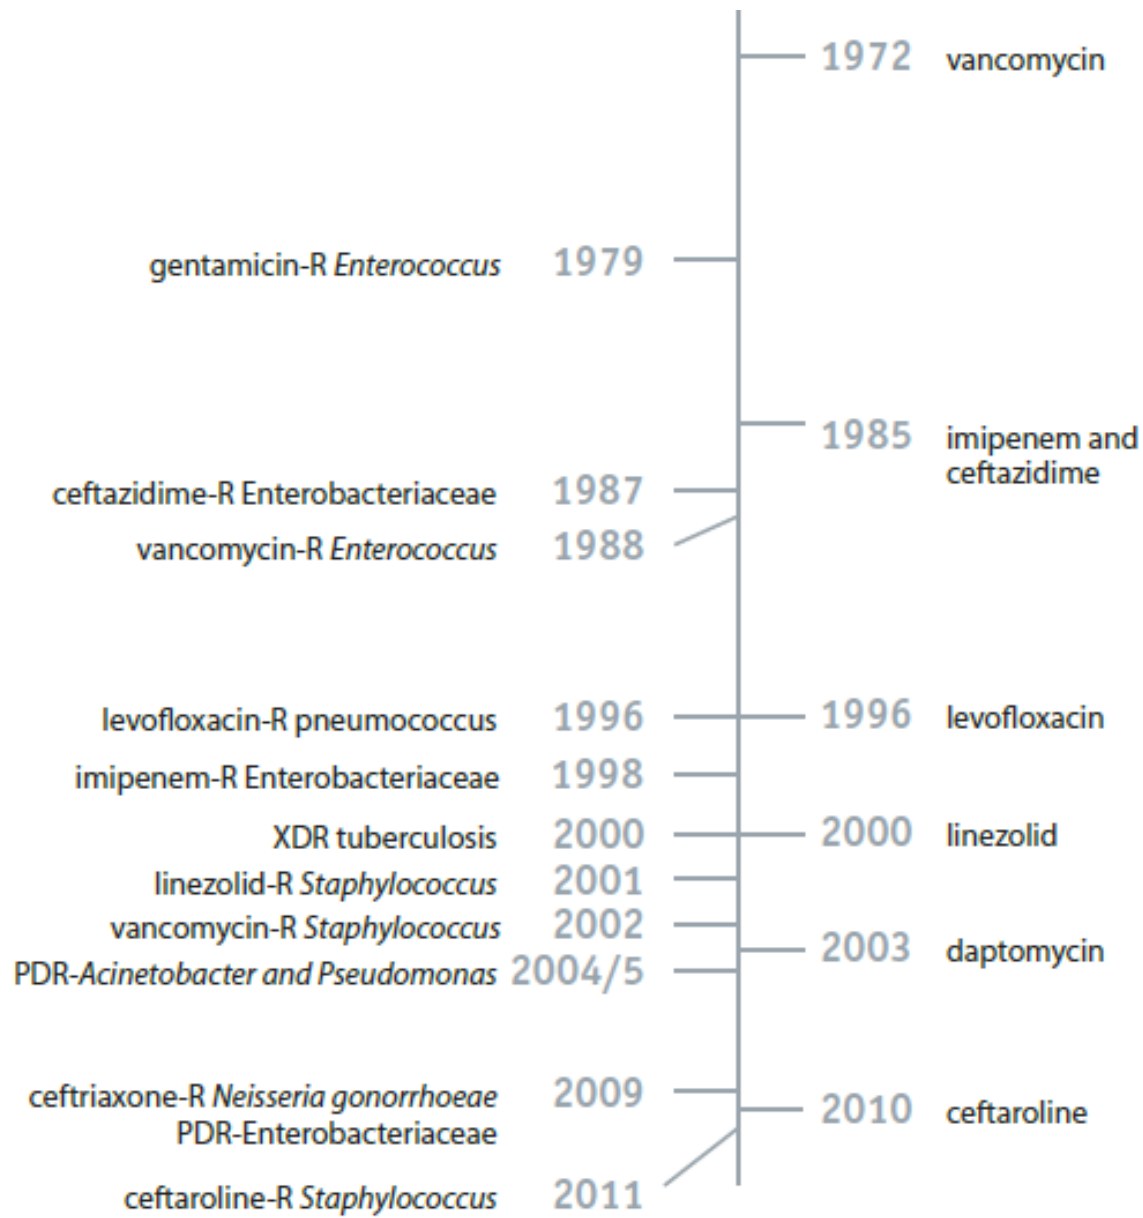 1972 vancomycin
gentamicin-R Enterococcus 1979
1985 imipenem and
ceftazidime
ceftazidime-R Enterobacteriaceae 1987
vancomycin-R Enterococcus 1988
levofloxacin-R pneumococcus 1996 1996 levofloxacin
imipenem-R Enterobacteriaceae 1998
XDR tuberculosis 2000 2000 linezolid
linezolid-R Staphylococcus 2001
vancomycin-R Staphylococcus 2002
2003 daptomycin
PDR-Acinetobacter and Pseudomonas 2004/5
ceftriaxone-R Neisseria gonorrhoeae 2009
PDR-Enterobacteriaceae
2010 ceftaroline
ceftaroline-R Staphylococcus 2011